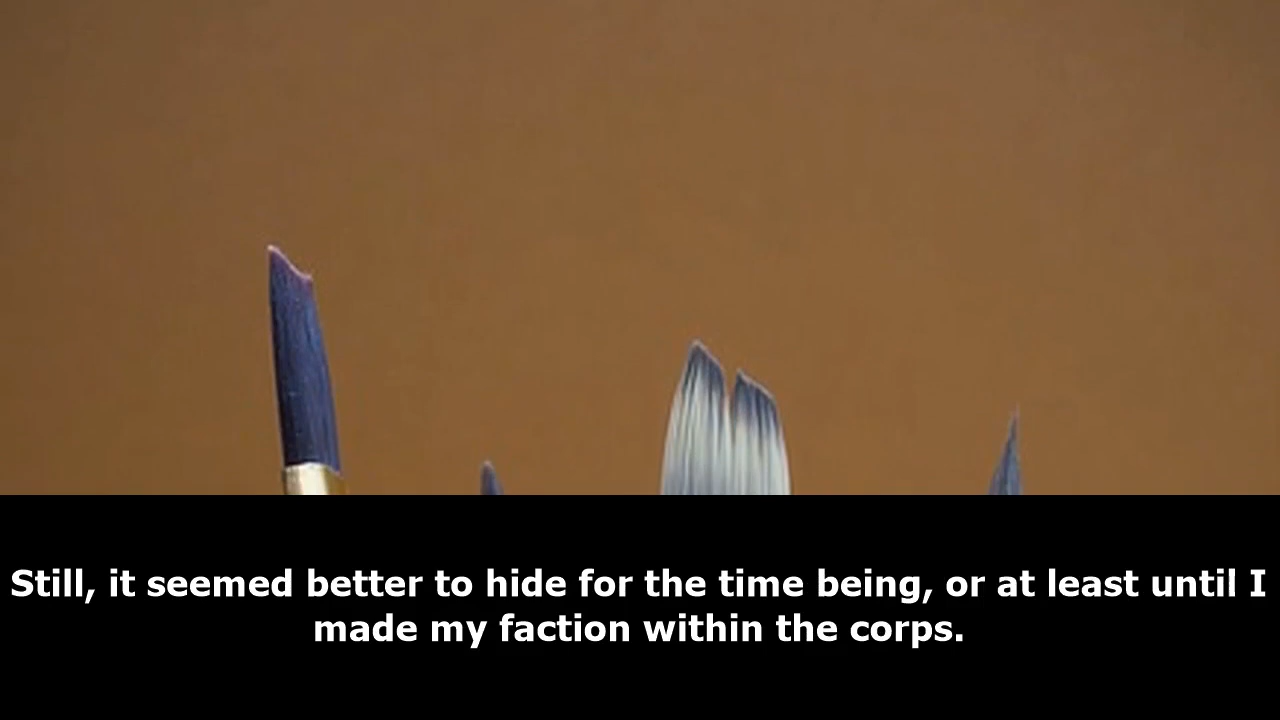 Still, it seemed better to hide for the time being, or at least until I
made my faction within the corps.